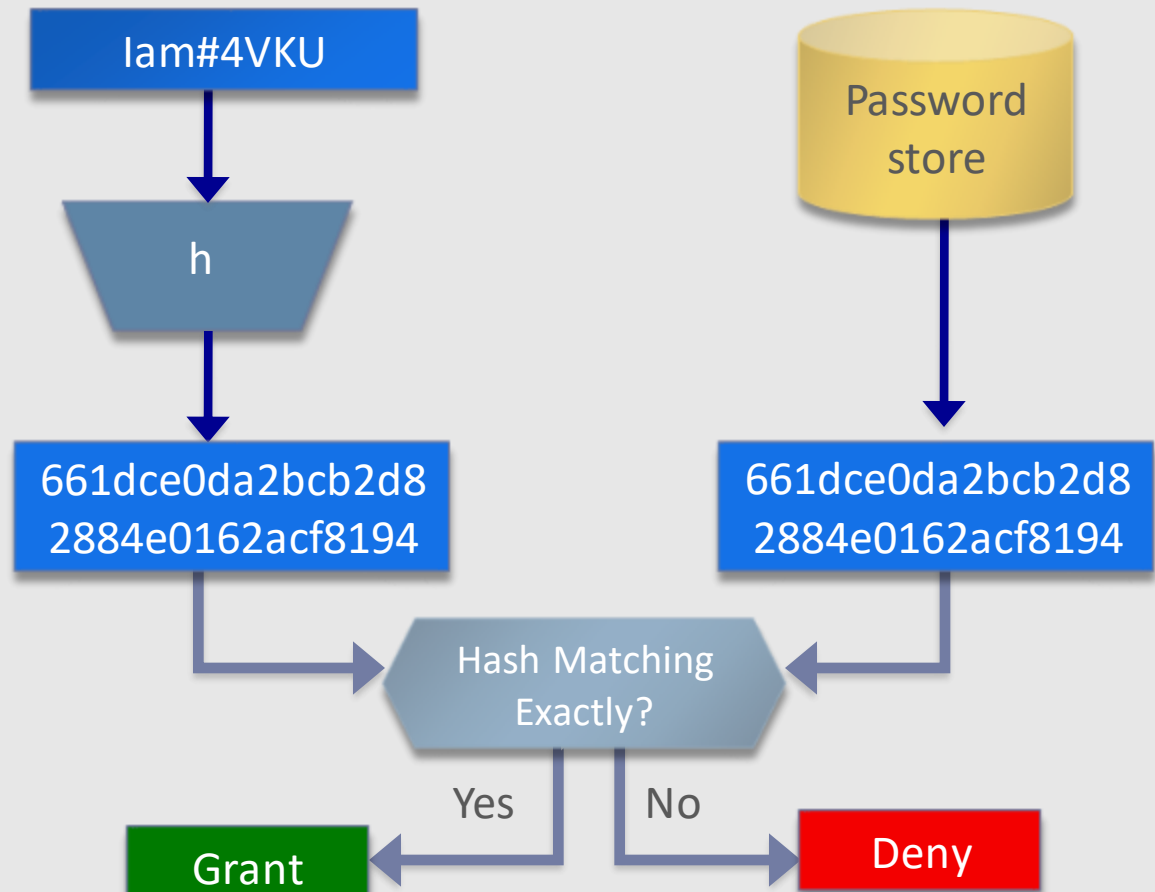 Iam#4VKU
Password
store
h
661dce0da2bcb2d8
2884e0162acf8194
661dce0da2bcb2d8
2884e0162acf8194
Hash Matching
Exactly?
Yes
No
Grant
Deny